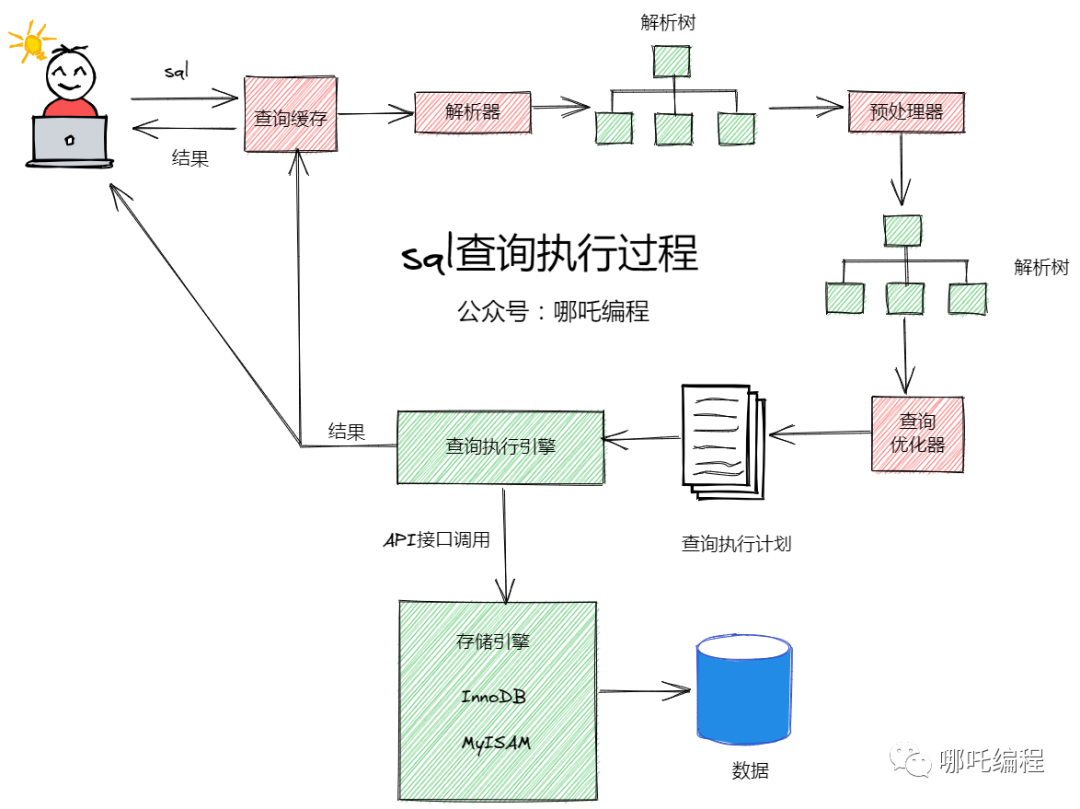 解析树
sql
查询缓存
解析器
预处理器
结果
sql查询执行过程
解析树
公众号：哪吒编程
查询
优化器
结果
查询执行引擎
API接口调用
查询执行计划
存储引擎
InnoDB
MyISAM
数据
哪吒编程